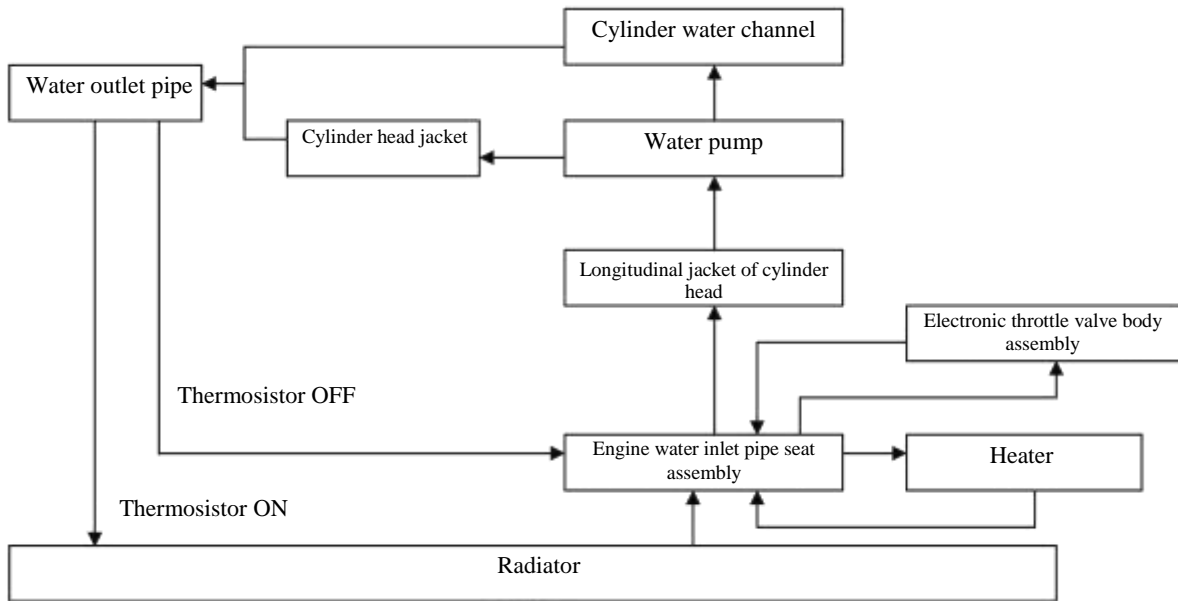 Cylinder water channel
Water outlet pipe
Cylinder head jacket
Water pump
Longitudinal jacket of cylinder
head
Electronic throttle valve body
assembly
Thermosistor OFF
Engine water inlet pipe seat
assembly
Heater
Thermosistor ON
Radiator